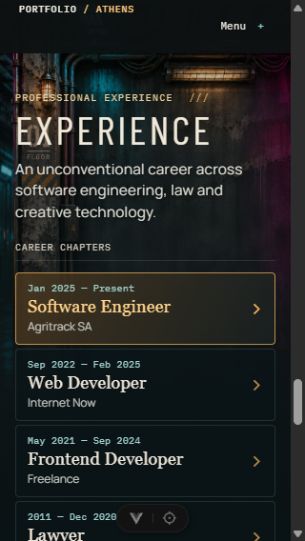 PORTFOLIO / ATHENS
Menu +
PROFESSIONAL EXPERIENCE ///
EXPERIENCE
FLOOR
An unconventional career across
software engineering, law and
creative technology.
CAREER CHAPTERS
Jan 2025 — Present
Software Engineer
Agritrack SA
Sep 2022 — Feb 2025
Web Developer
Internet Now
May 2021 — Sep 2024
Frontend Developer
Freelance
2011 — Dec 2020
Lawyer